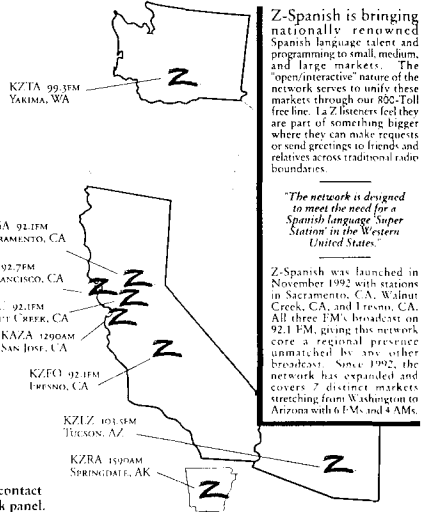 Z-Spanish is bringing
nationally renowned
Spanish language talent and
programming to small, medium,
and large markets. The
"open/interactive" nature of the
network serves to unify these
markets through our 800-Toll
free line. La Z listeners feel they
are part of something bigger
where they can make requests
or send greetings to friends and
relatives across traditional radio
boundaries.
"The network is designed
to meet the need for a
Spanish language 'Super
Station' in the Western
United States."
Z-Spanish was launched in
November 1992 with stations
in Sacramento, CA, Walnut
Creek, CA, and Fresno, CA.
All three FM's broadcast on
92.1 FM, giving this network
core a regional presence
unmatched by any other
broadcast. Since 1992, the
network has expanded and
covers 7 distinct markets
stretching from Washington to
Arizona with 6 FMs and 4 AMs.
Z
KZTA 99.3FM
YAKIMA, WA
A 92.1FM
RAMENTO, CA
92.7FM
ANCISCO, CA
92.1FM
T CREEK, CA
KAZA 1290AM
SAN JOSE, CA
KZFO 92.1FM
FRESNO, CA
KZLZ 103.5FM
TUCSON, AZ
KZRA 1590AM
SPRINGDALE, AK
Z
Z
Z
Z
Z
Z
Z
contact
k panel.